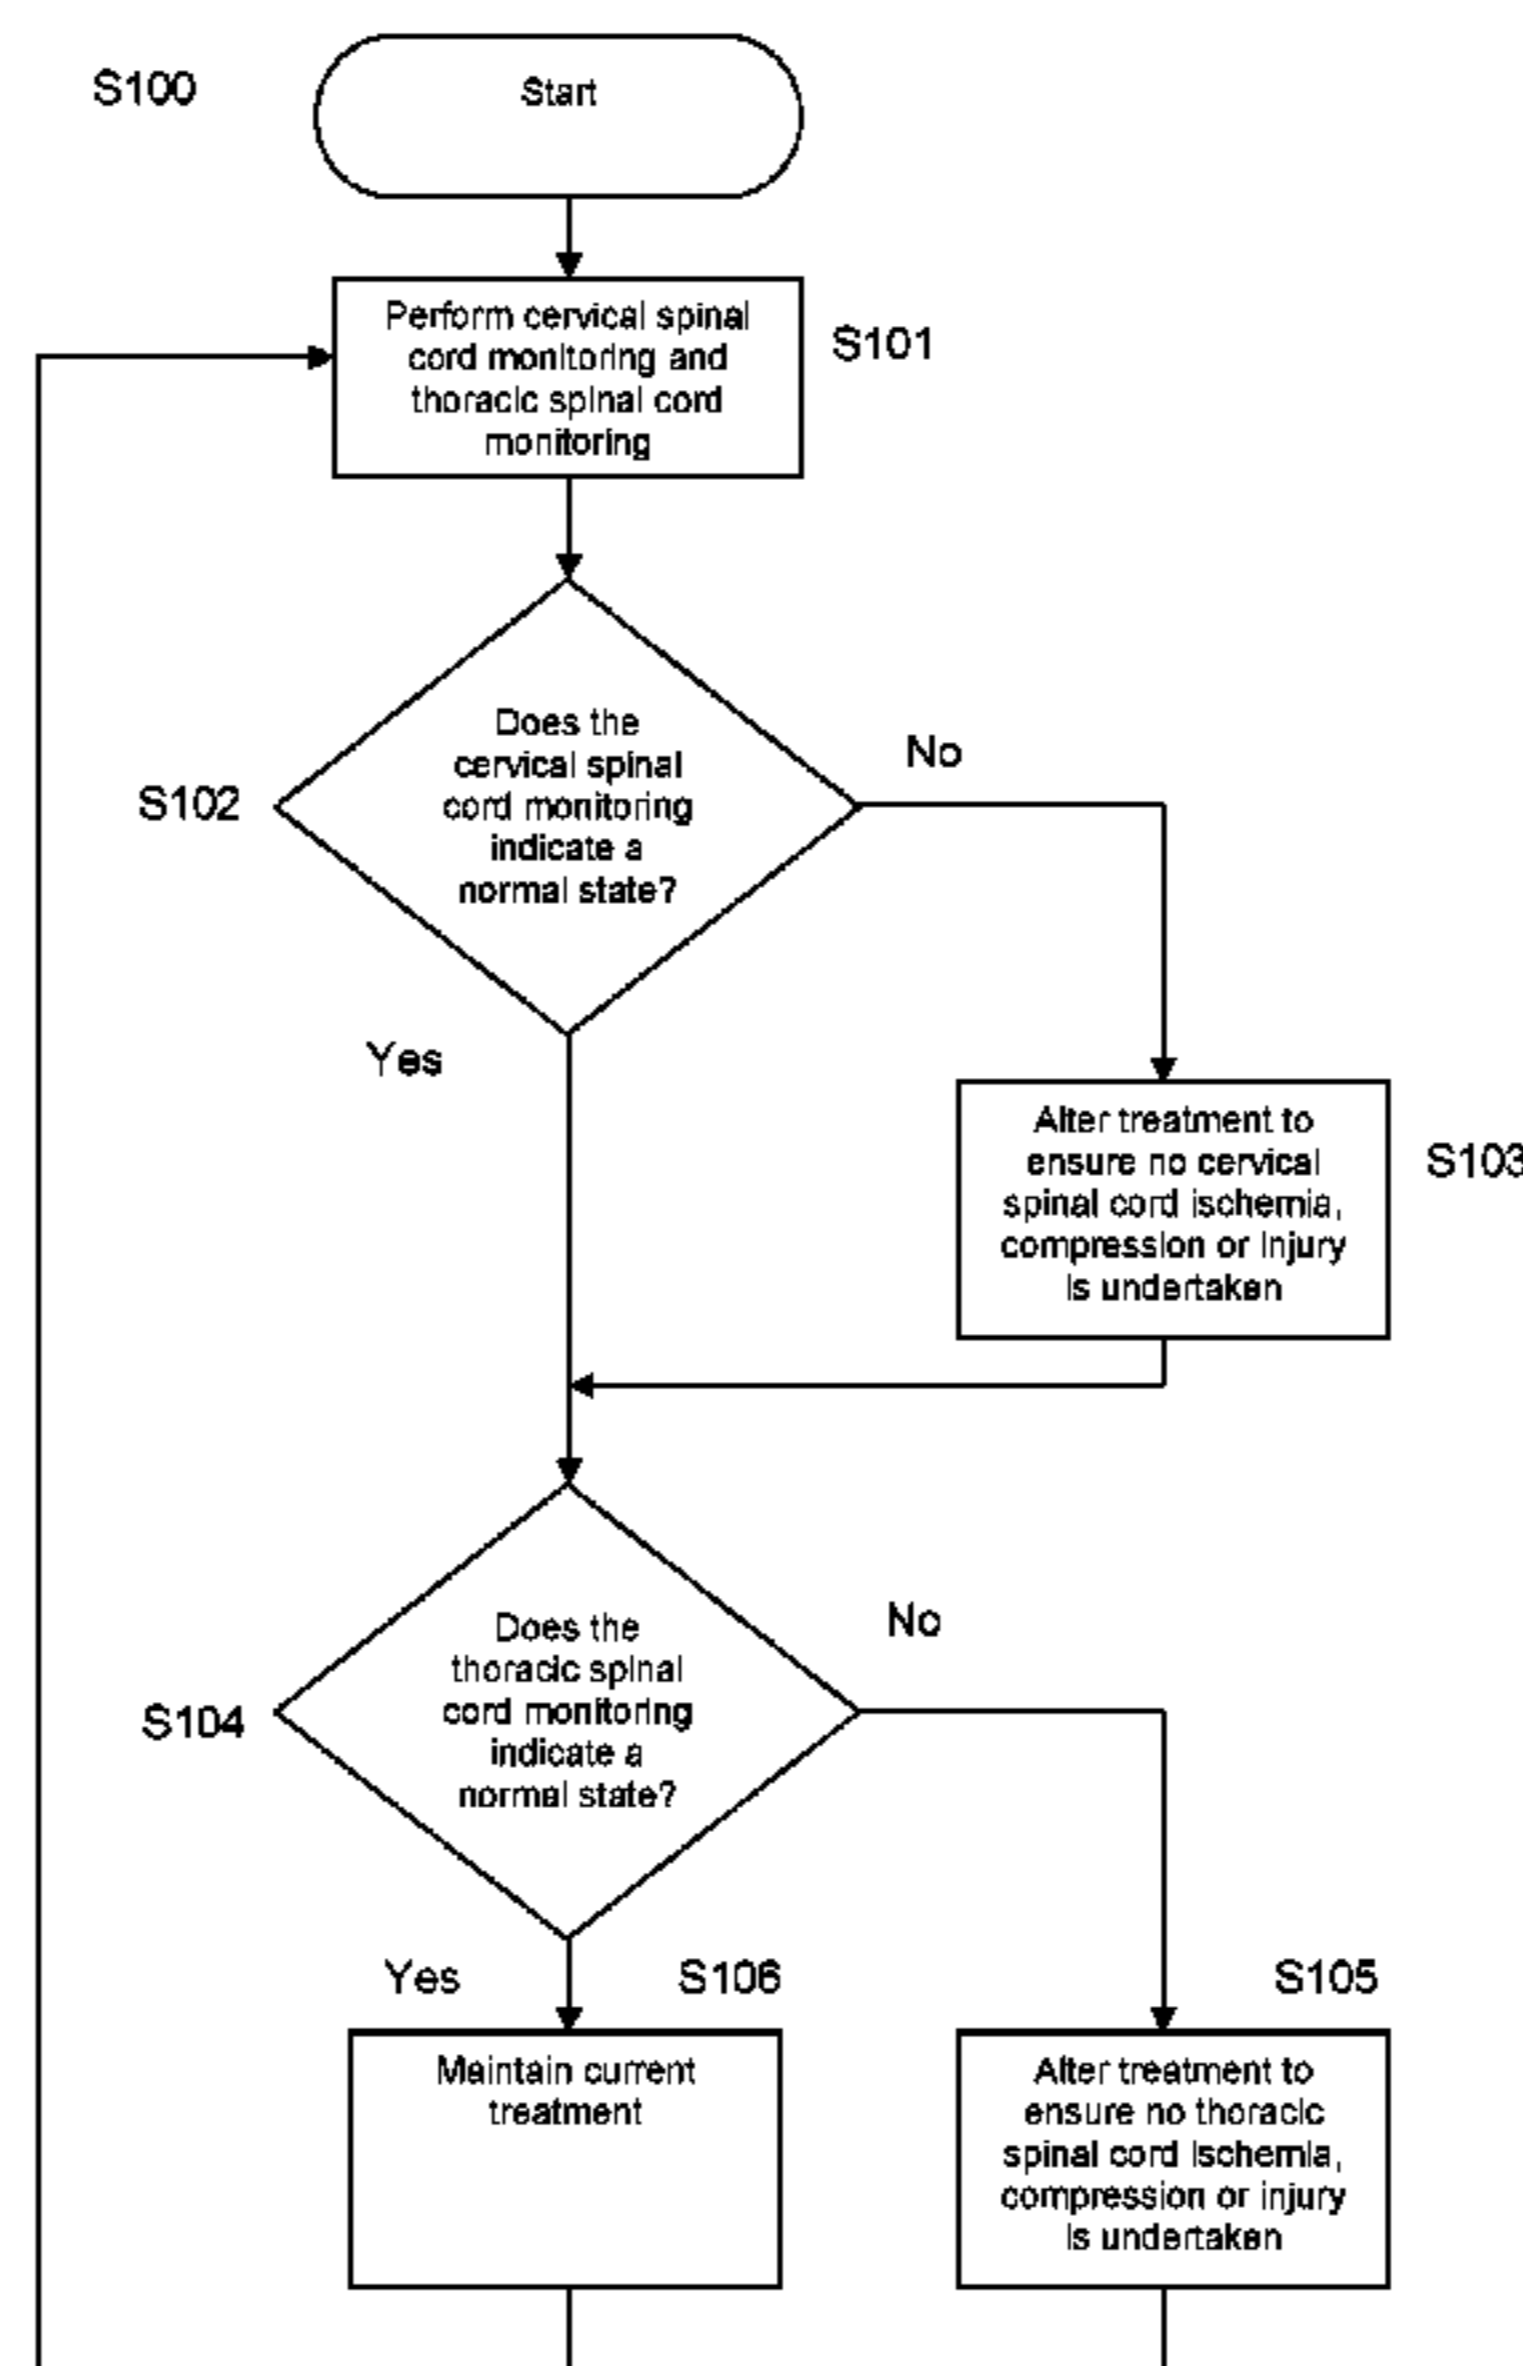 S100
Start
Perform cervical spinal
cord monitoring and
thoracic spinal cord
monitoring
S101
Does the
cervical spinal
cord monitoring
indicate a
normal state?
S102
No
Yes
Alter treatment to
ensure no cervical
spinal cord ischemia,
compression or injury
is undertaken
S103
Does the
thoracic spinal
cord monitoring
indicate a
normal state?
S104
No
Yes
S106
S105
Maintain current
treatment
Alter treatment to
ensure no thoracic
spinal cord ischemia,
compression or injury
is undertaken